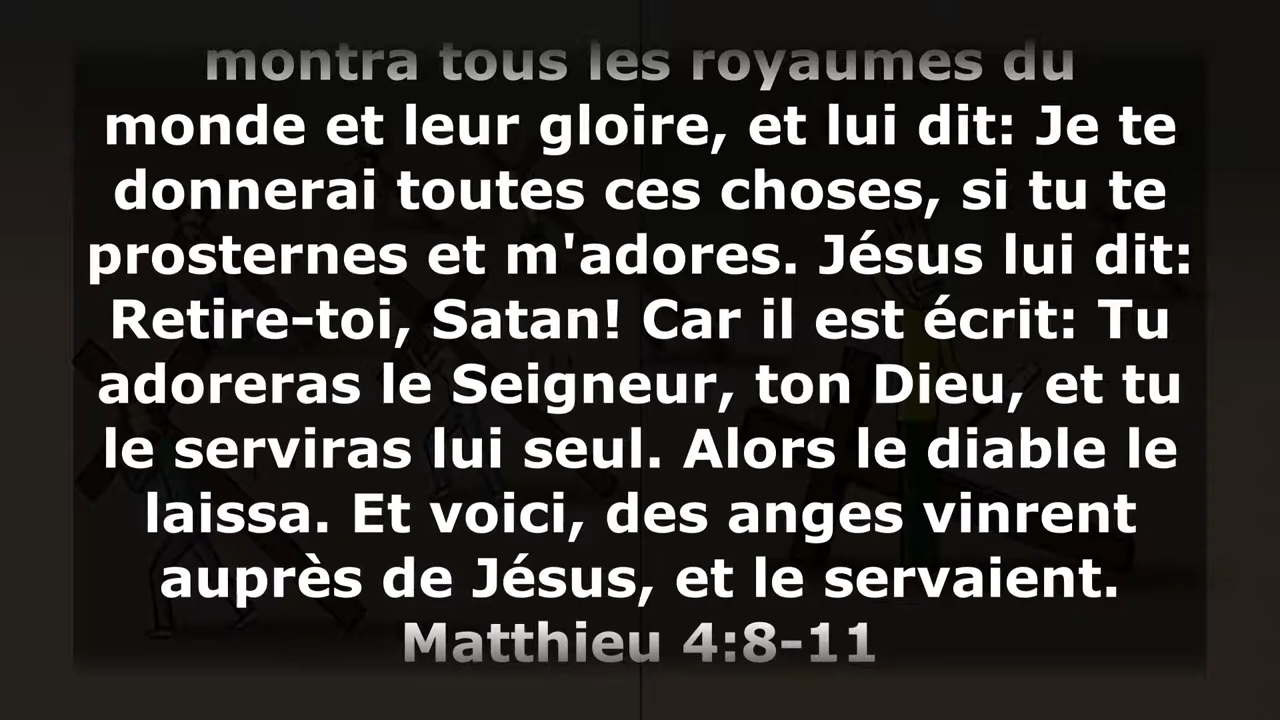 montra tous les royaumes du
monde et leur gloire, et lui dit: Je te
donnerai toutes ces choses, si tu te
prosternes et m'adores. Jésus lui dit:
Retire-toi, Satan! Car il est écrit: Tu
adoreras le Seigneur, ton Dieu, et tu
le serviras lui seul. Alors le diable le
laissa. Et voici, des anges vinrent
auprès de Jésus, et le servaient.
Matthieu 4:8-11